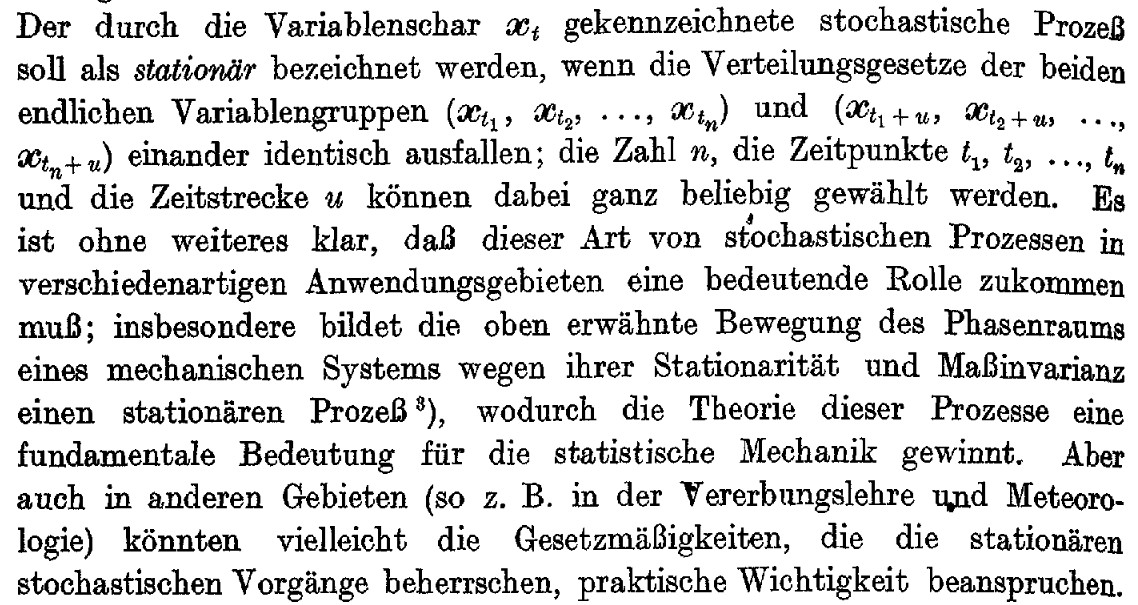 Der durch die Variablenschar x_t gekennzeichnete stochastische Prozeß
soll als stationär bezeichnet werden, wenn die Verteilungsgesetze der beiden
endlichen Variablengruppen (x_{t_1}, x_{t_2}, ..., x_{t_n}) und (x_{t_1+u}, x_{t_2+u}, ...,
x_{t_n+u}) einander identisch ausfallen; die Zahl n, die Zeitpunkte t_1, t_2, ..., t_n
und die Zeitstrecke u können dabei ganz beliebig gewählt werden. Es
ist ohne weiteres klar, daß dieser Art von stochastischen Prozessen in
verschiedenartigen Anwendungsgebieten eine bedeutende Rolle zukommen
muß; insbesondere bildet die oben erwähnte Bewegung des Phasenraums
eines mechanischen Systems wegen ihrer Stationarität und Maßinvarianz
einen stationären Prozeß ³), wodurch die Theorie dieser Prozesse eine
fundamentale Bedeutung für die statistische Mechanik gewinnt. Aber
auch in anderen Gebieten (so z. B. in der Vererbungslehre und Meteoro-
logie) könnten vielleicht die Gesetzmäßigkeiten, die die stationären
stochastischen Vorgänge beherrschen, praktische Wichtigkeit beanspruchen.